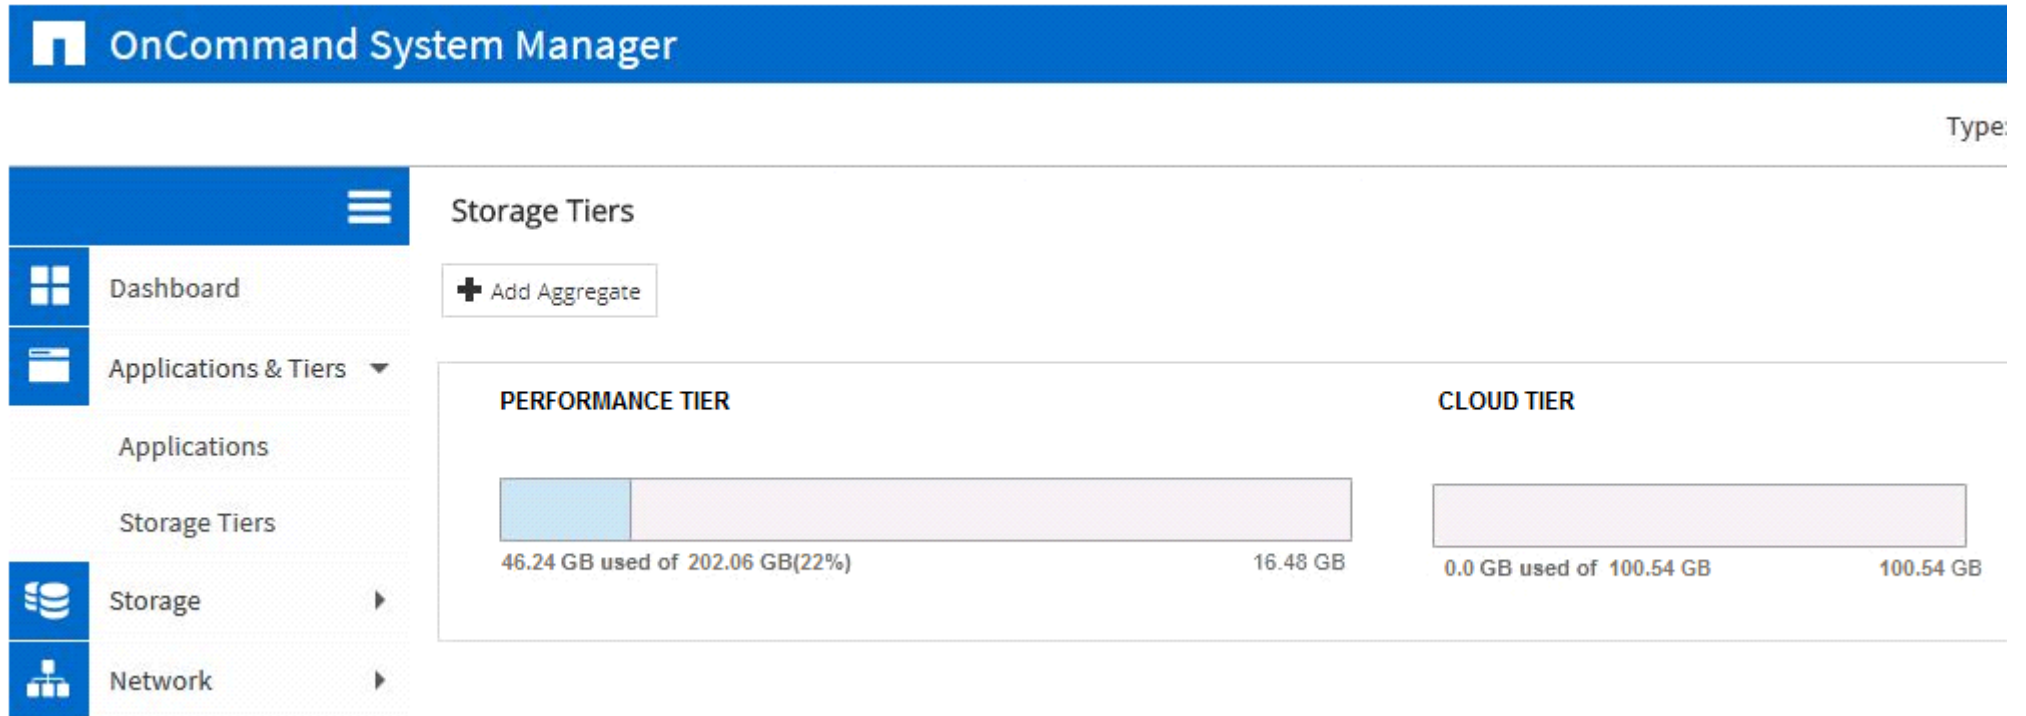 OnCommand System Manager
Type:
Storage Tiers
Add Aggregate
Dashboard
Applications & Tiers
Applications
Storage Tiers
Storage
Network
PERFORMANCE TIER
46.24 GB used of 202.06 GB(22%)
16.48 GB
CLOUD TIER
0.0 GB used of 100.54 GB
100.54 GB